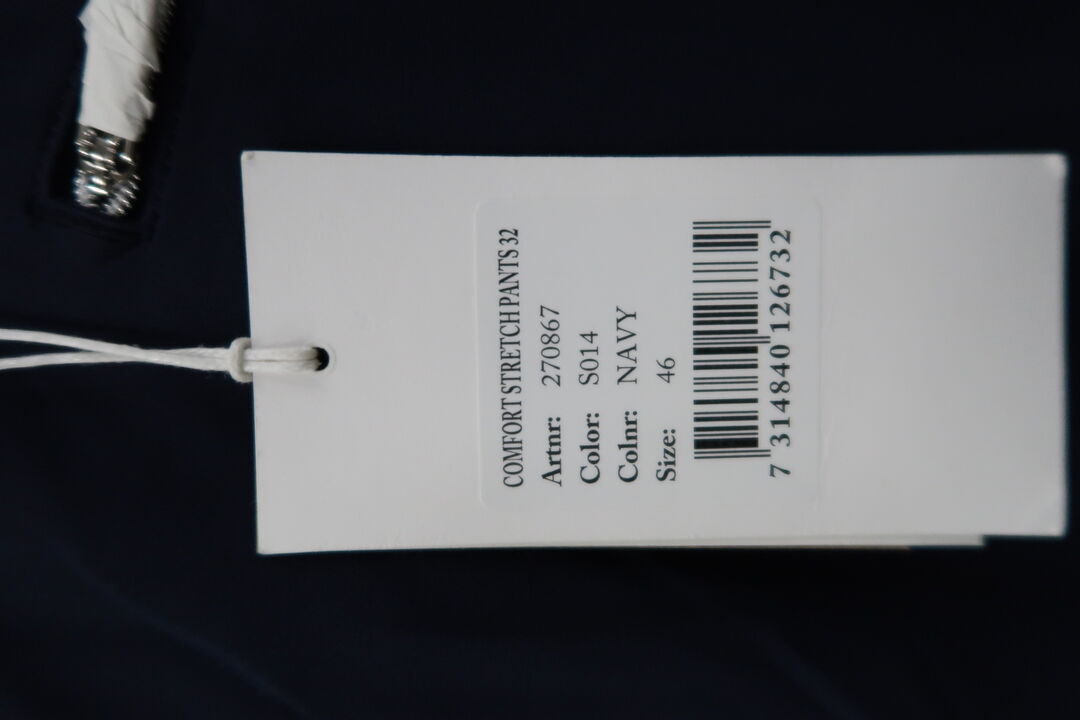 COMFORT STRETCH PANTS 32
Artnr: 270867
Color: S014
Colnr: NAVY
Size: 46
7 314840 126732